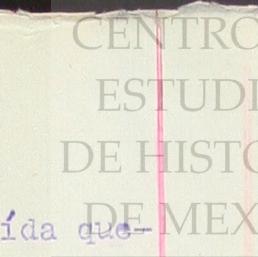 CENTRO
ESTUDI
DE HISTO
DE MEX
ída que-